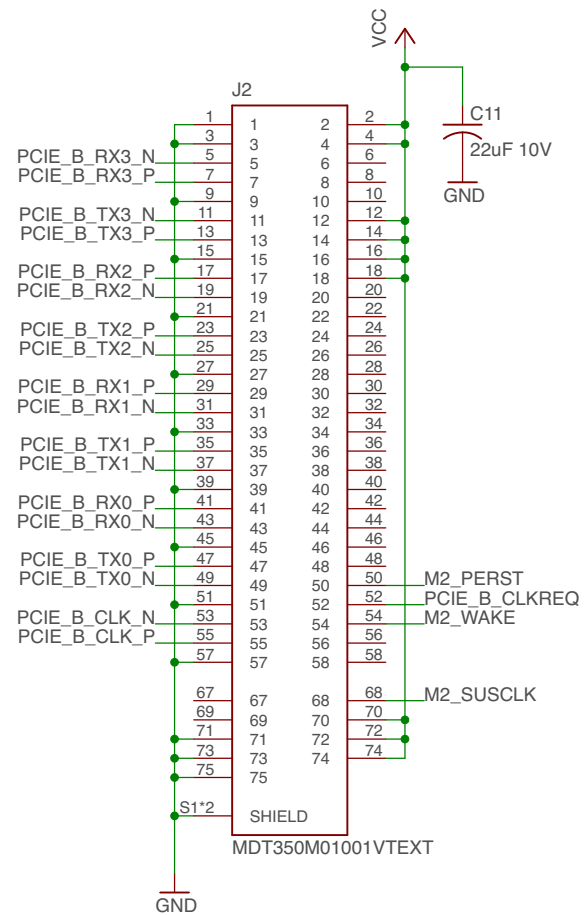 VCC
J2
C11
22uF 10V
GND
1 1 2 2
3 3 4 4
PCIE_B_RX3_N 5 5 6 6
PCIE_B_RX3_P 7 7 8 8
9 9 10 10
PCIE_B_TX3_N 11 11 12 12
PCIE_B_TX3_P 13 13 14 14
15 15 16 16
PCIE_B_RX2_P 17 17 18 18
PCIE_B_RX2_N 19 19 20 20
21 21 22 22
PCIE_B_TX2_P 23 23 24 24
PCIE_B_TX2_N 25 25 26 26
27 27 28 28
PCIE_B_RX1_P 29 29 30 30
PCIE_B_RX1_N 31 31 32 32
33 33 34 34
PCIE_B_TX1_P 35 35 36 36
PCIE_B_TX1_N 37 37 38 38
39 39 40 40
PCIE_B_RX0_P 41 41 42 42
PCIE_B_RX0_N 43 43 44 44
45 45 46 46
PCIE_B_TX0_P 47 47 48 48
PCIE_B_TX0_N 49 49 50 50 M2_PERST
51 51 52 52 PCIE_B_CLKREQ
PCIE_B_CLK_N 53 53 54 54 M2_WAKE
PCIE_B_CLK_P 55 55 56 56
57 57 58 58
67 67 68 68 M2_SUSCLK
69 69 70 70
71 71 72 72
73 73 74 74
75 75
S1*2 SHIELD
MDT350M01001VTEXT
GND